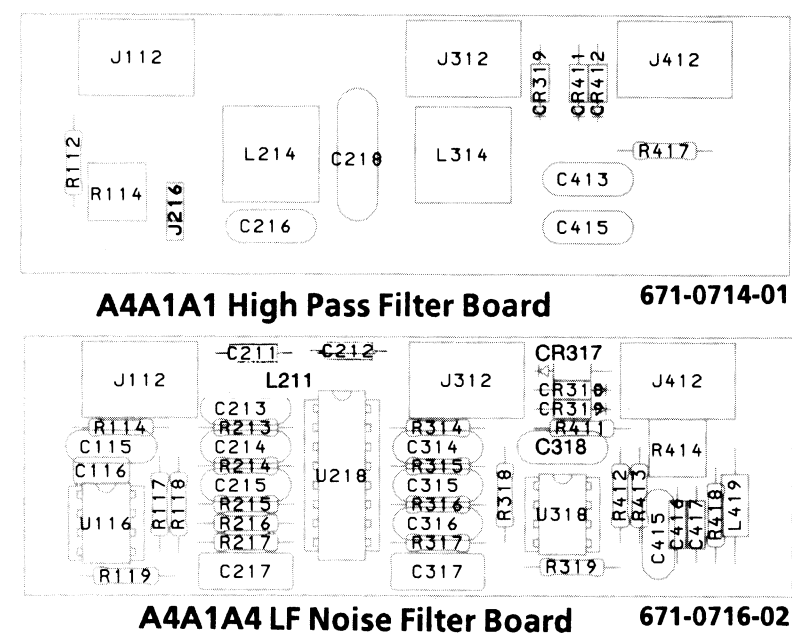 J112
J312
CR319
CR411
CR412
J412
R112
R114
J216
L214
C216
C218
L314
R417
C413
C415
A4A1A1 High Pass Filter Board
671-0714-01
C211
C212
CR317
J112
L211
J312
CR318
CR319
J412
R114
C213
R213
R314
R411
C115
C214
C314
C318
R414
C116
R214
U218
R315
R117
R118
C215
C315
R318
R412
R413
U116
R215
R316
U318
C415
C416
C417
R418
L419
R216
C316
R217
R317
R119
C217
C317
R319
A4A1A4 LF Noise Filter Board
671-0716-02